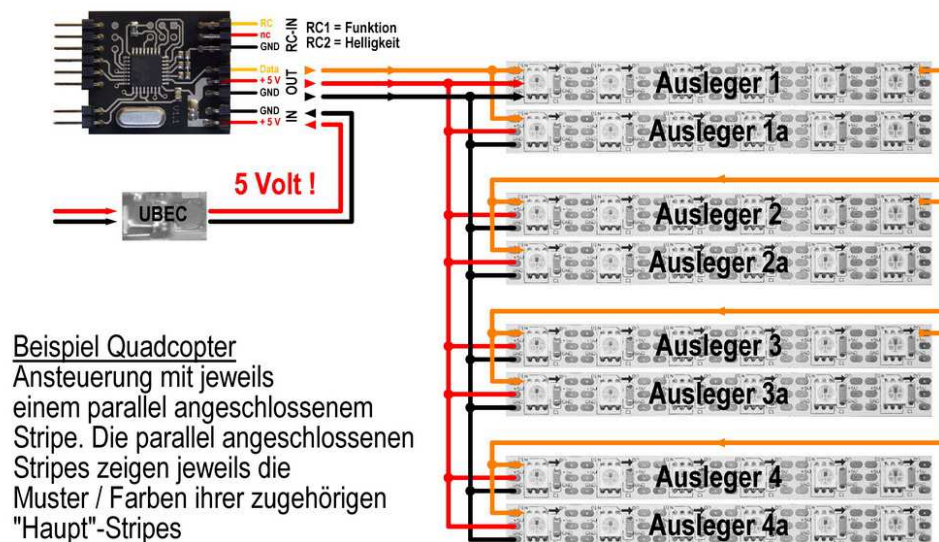 RC
nc
GND
RC-IN
RC1 = Funktion
RC2 = Helligkeit
Data
+ 5 V
GND
OUT
GND
+ 5 V
IN
5 Volt !
UBEC
Ausleger 1
Ausleger 1a
Ausleger 2
Ausleger 2a
Ausleger 3
Ausleger 3a
Ausleger 4
Ausleger 4a
Beispiel Quadcopter
Ansteuerung mit jeweils
einem parallel angeschlossenem
Stripe. Die parallel angeschlossenen
Stripes zeigen jeweils die
Muster / Farben ihrer zugehörigen
"Haupt"-Stripes